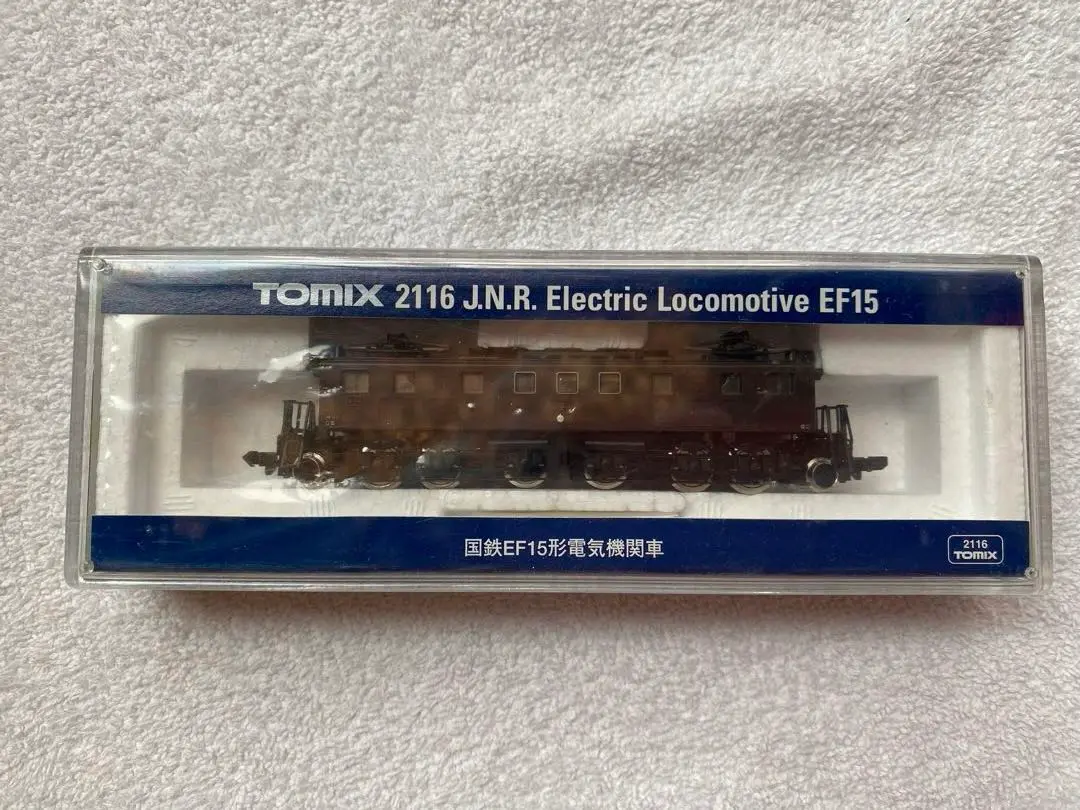 TOMIX 2116 J.N.R. Electric Locomotive EF15
国鉄EF15形電気機関車
2116
TOMIX